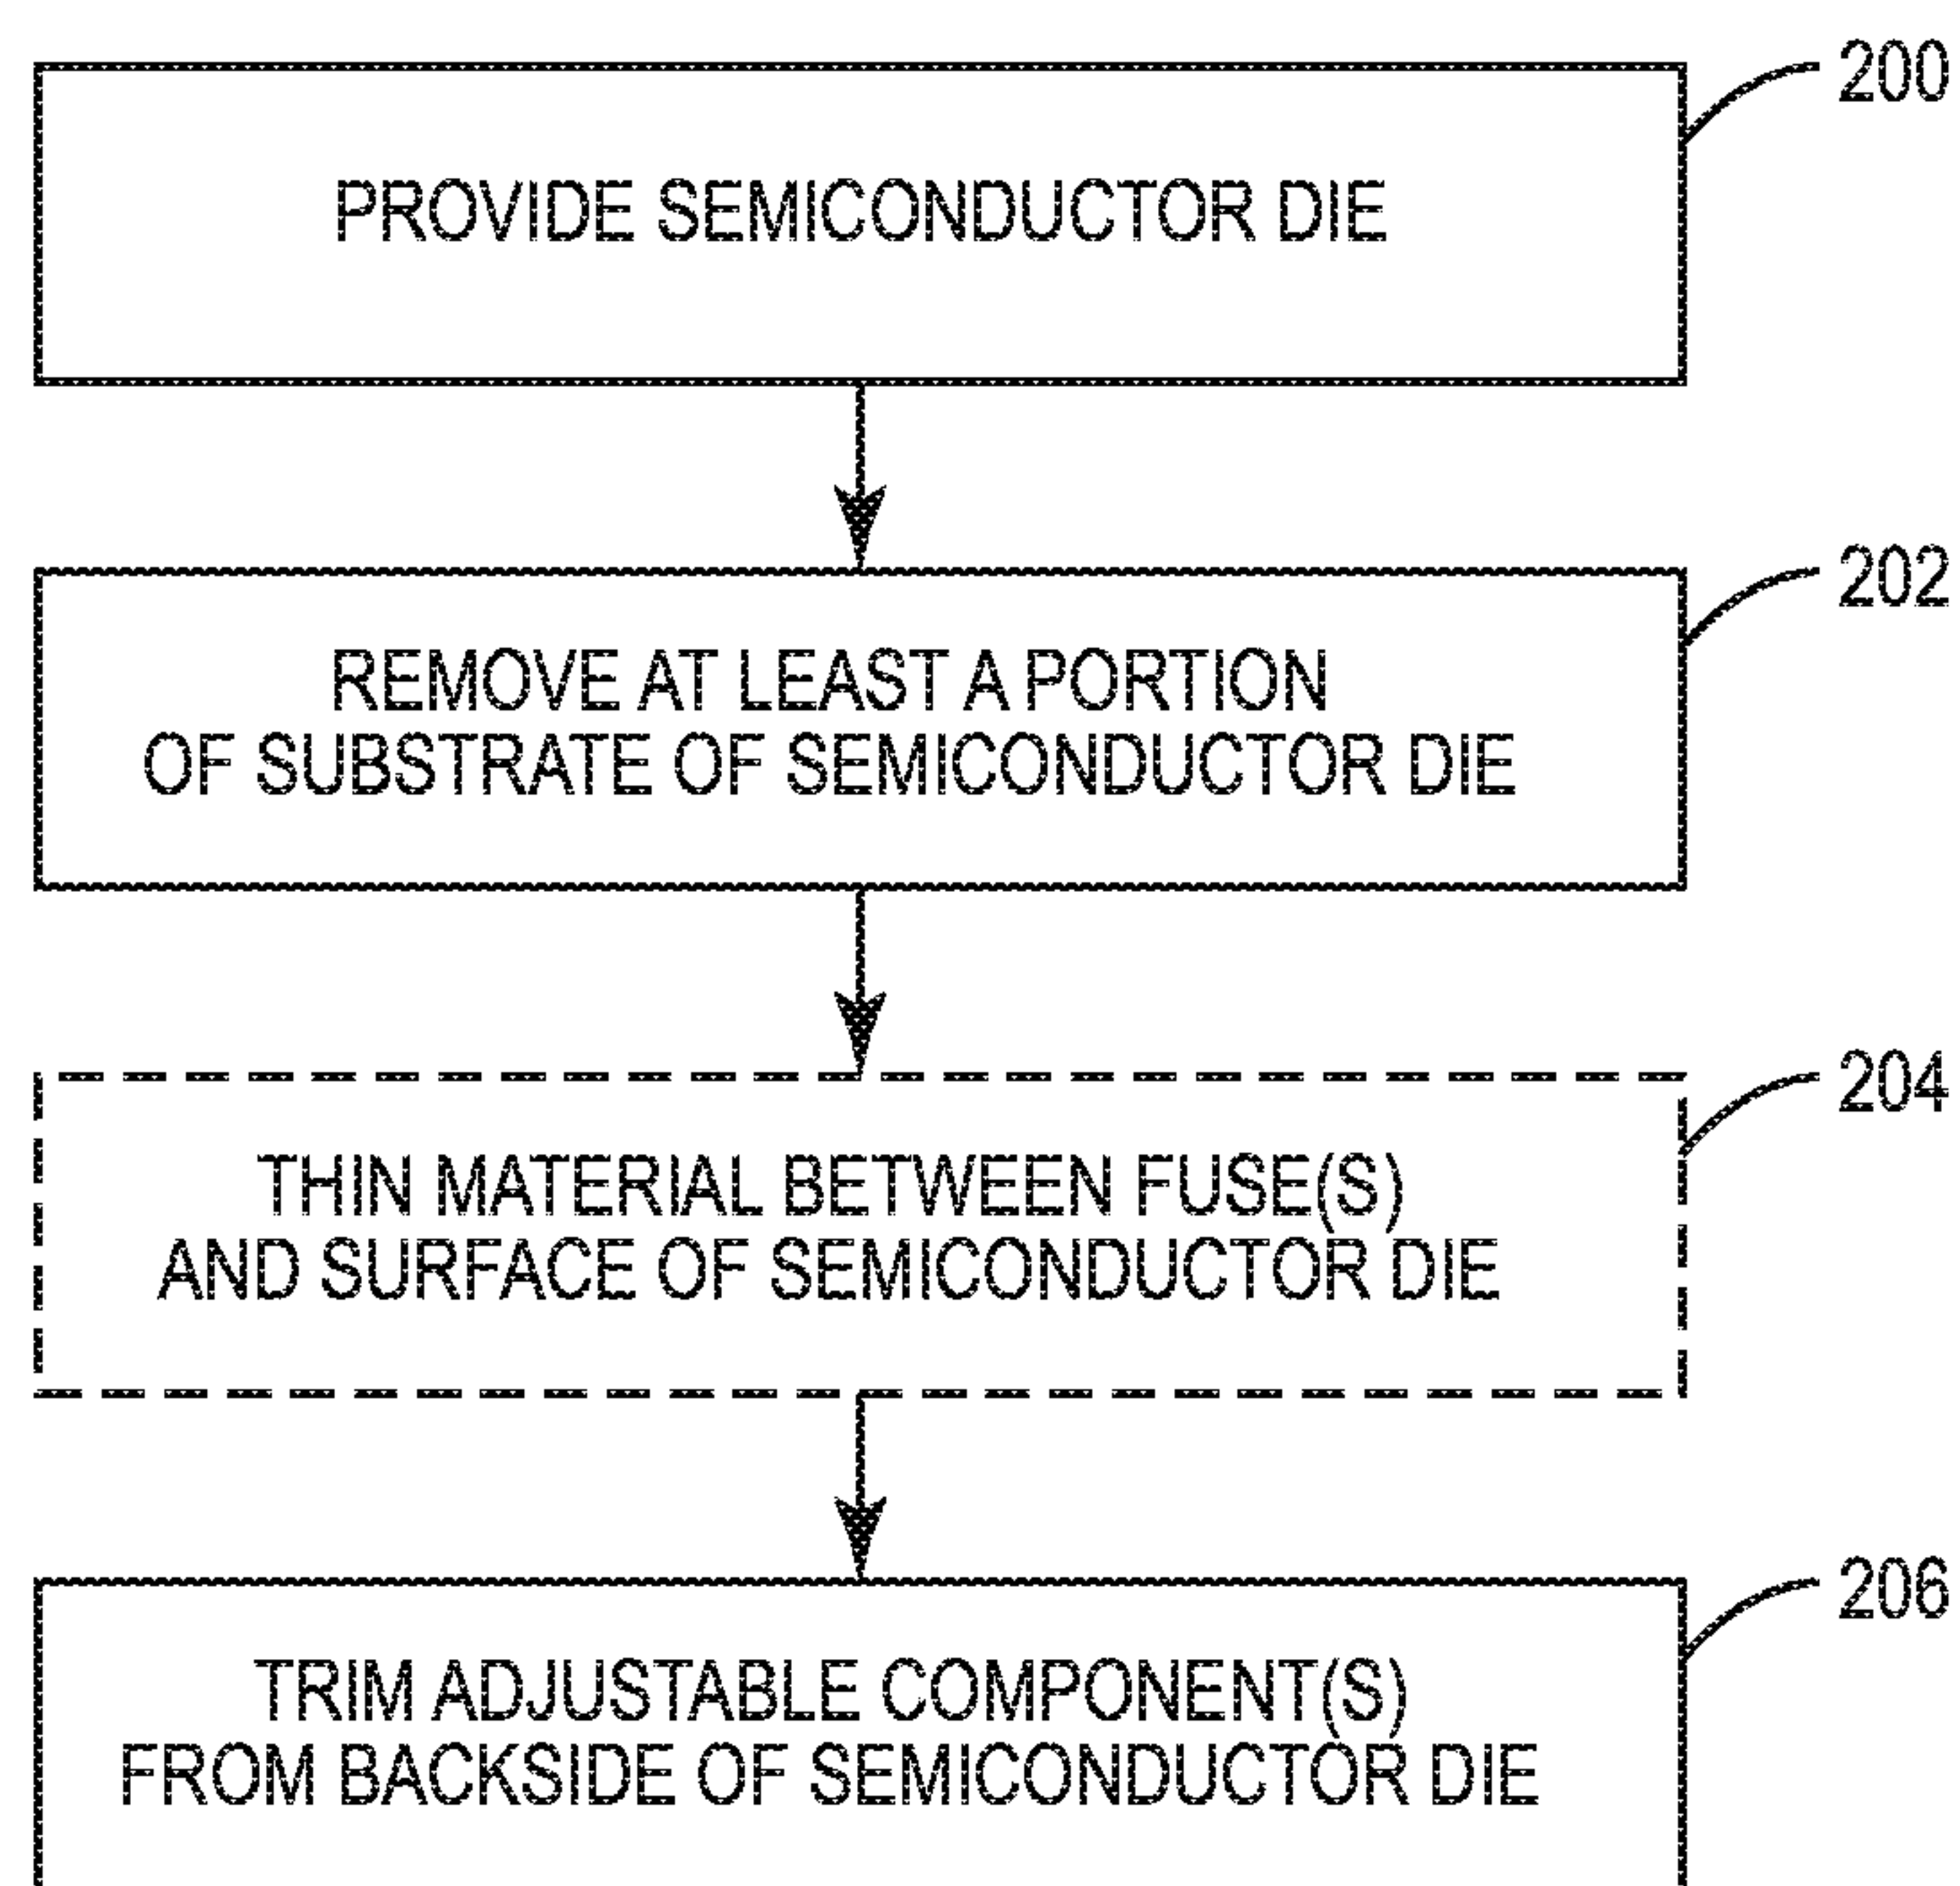 200
PROVIDE SEMICONDUCTOR DIE
202
REMOVE AT LEAST A PORTION
OF SUBSTRATE OF SEMICONDUCTOR DIE
204
THIN MATERIAL BETWEEN FUSE(S)
AND SURFACE OF SEMICONDUCTOR DIE
206
TRIM ADJUSTABLE COMPONENT(S)
FROM BACKSIDE OF SEMICONDUCTOR DIE